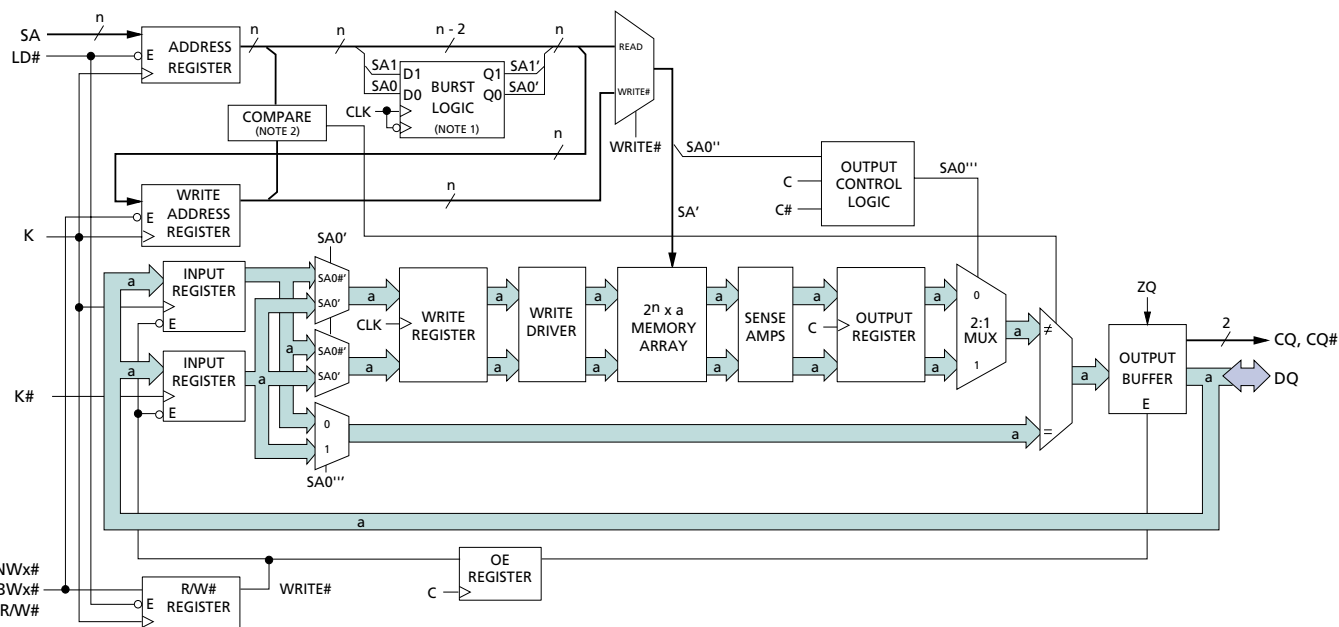 SA
n
LD#
E
ADDRESS
REGISTER
n
n
n - 2
n
SA1
SA0
D1
D0
BURST
LOGIC
(NOTE 1)
Q1
Q0
SA1'
SA0'
CLK
READ
WRITE#
WRITE#
COMPARE
(NOTE 2)
n
SA0''
C
C#
OUTPUT
CONTROL
LOGIC
SA0'''
WRITE
ADDRESS
REGISTER
E
n
SA'
K
SA0'
a
INPUT
REGISTER
E
SA0#'
SA0'
a
CLK
WRITE
REGISTER
a
WRITE
DRIVER
a
2n x a
MEMORY
ARRAY
a
SENSE
AMPS
a
C
OUTPUT
REGISTER
a
0
2:1
MUX
1
a
≠
ZQ
2
CQ, CQ#
a
INPUT
REGISTER
E
a
a
SA0#'
SA0'
a
a
a
a
a
a
a
OUTPUT
BUFFER
E
a
DQ
K#
0
1
SA0'''
a
=
a
NWx#
BWx#
R/W#
E
R/W#
REGISTER
WRITE#
C
OE
REGISTER